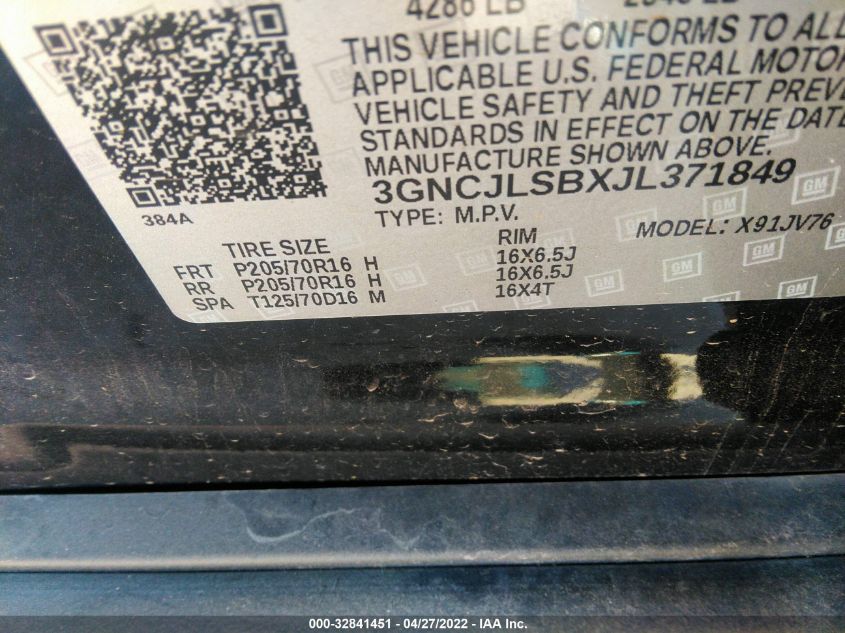 4286 LB
THIS VEHICLE CONFORMS TO ALL
APPLICABLE U.S. FEDERAL MOTOR
VEHICLE SAFETY AND THEFT PREVE
STANDARDS IN EFFECT ON THE DATE
MANUFACTURE SHOWN ABOVE.
3GNCJLSBXJL371849
384A
TYPE: M.P.V.
MODEL: X91JV76
TIRE SIZE RIM
FRT P205/70R16 H 16X6.5J
RR P205/70R16 H 16X6.5J
SPA T125/70D16 M 16X4T
GM
000-32841451 - 04/27/2022 - © IAA Inc.